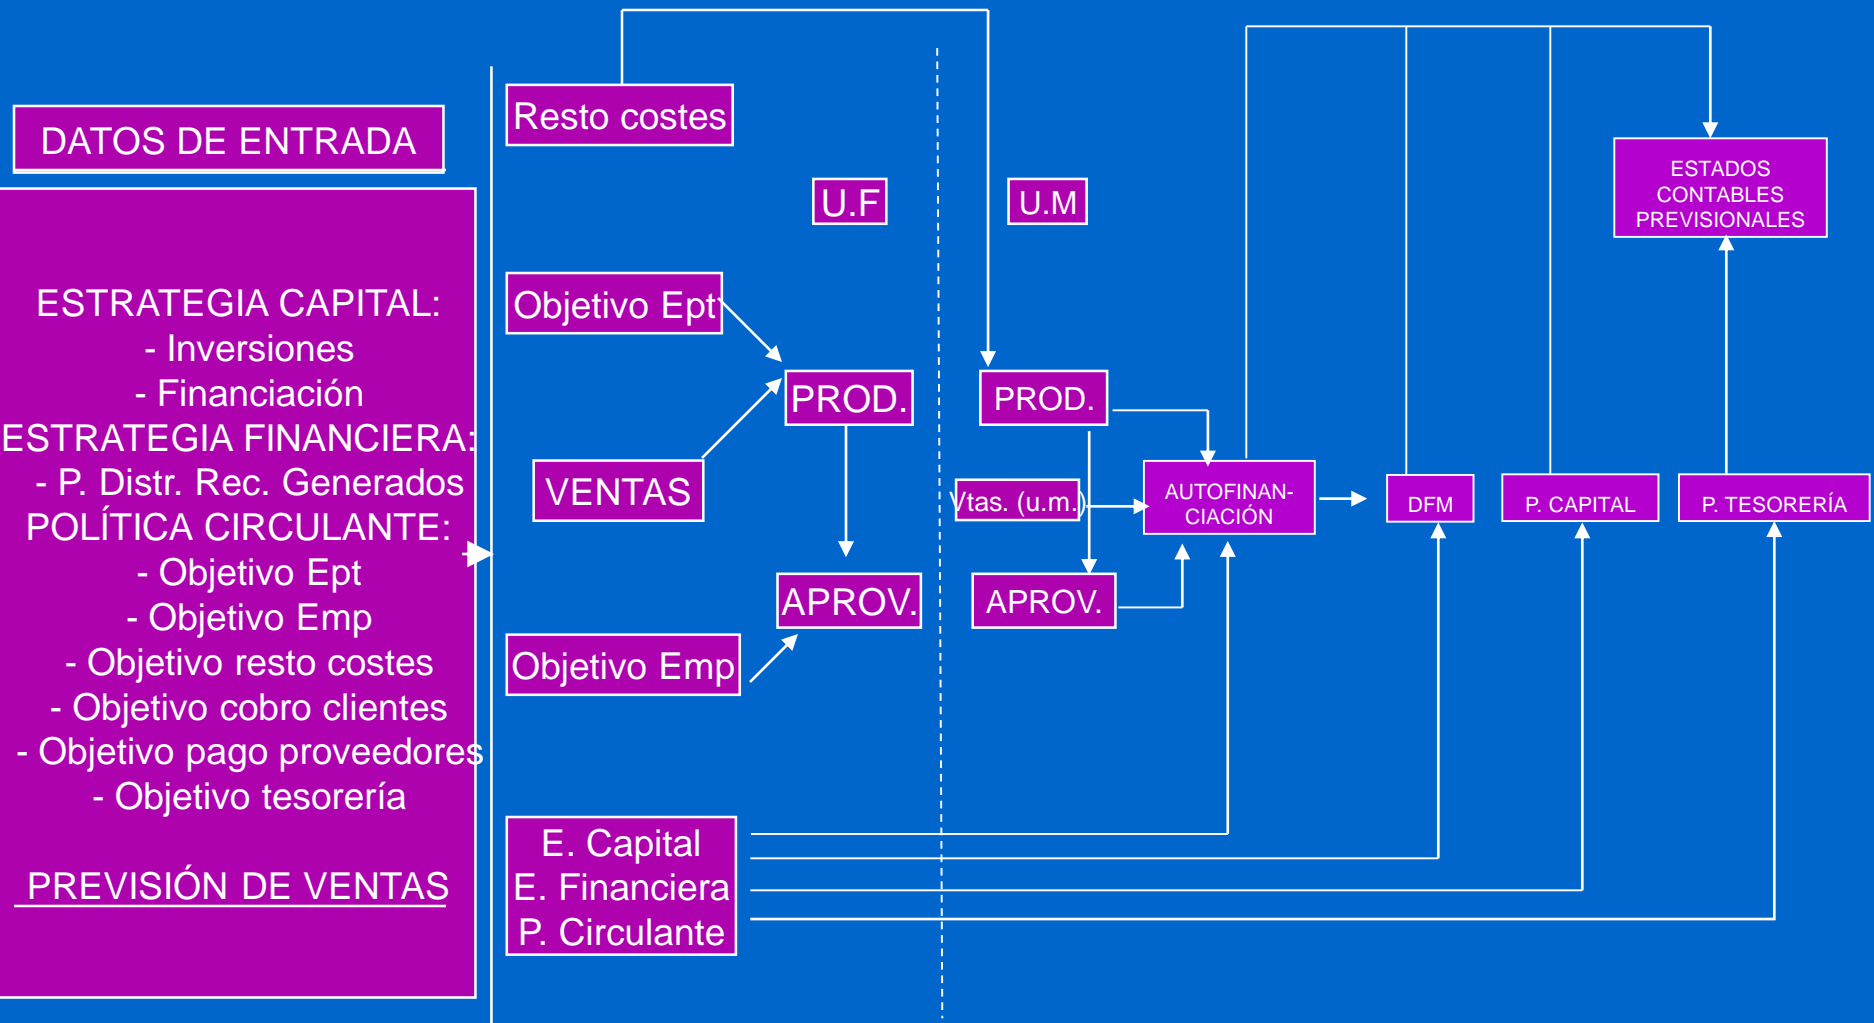 DATOS DE ENTRADA
ESTRATEGIA CAPITAL:
- Inversiones
- Financiación
ESTRATEGIA FINANCIERA:
- P. Distr. Rec. Generados
POLÍTICA CIRCULANTE:
- Objetivo Ept
- Objetivo Emp
- Objetivo resto costes
- Objetivo cobro clientes
- Objetivo pago proveedores
- Objetivo tesorería
PREVISIÓN DE VENTAS
Resto costes
U.F
U.M
Objetivo Ept
PROD.
VENTAS
APROV.
Objetivo Emp
E. Capital
E. Financiera
P. Circulante
PROD.
Vtas. (u.m.)
APROV.
AUTOFINAN-
CIACIÓN
DFM
P. CAPITAL
P. TESORERÍA
ESTADOS
CONTABLES
PREVISIONALES